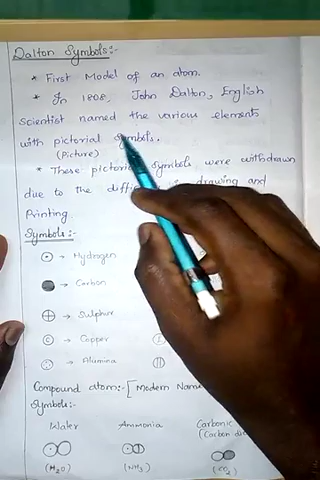 Dalton Symbols:-
* First Model of an atom.
* In 1808, John Dalton, English
scientist named the various elements
with pictorial symbols.
(Picture)
* These symbols were withdrawn
due to the drawing and
Printing
Symbols:-
→ Hydrogen
→ Carbon
→ Sulphur
C → Copper
→ Alumina
Compound atom:- [Modern
Symbols:-
Water Ammonia Carbonic
(Carbon
(H2O) (NH3) (CO2)